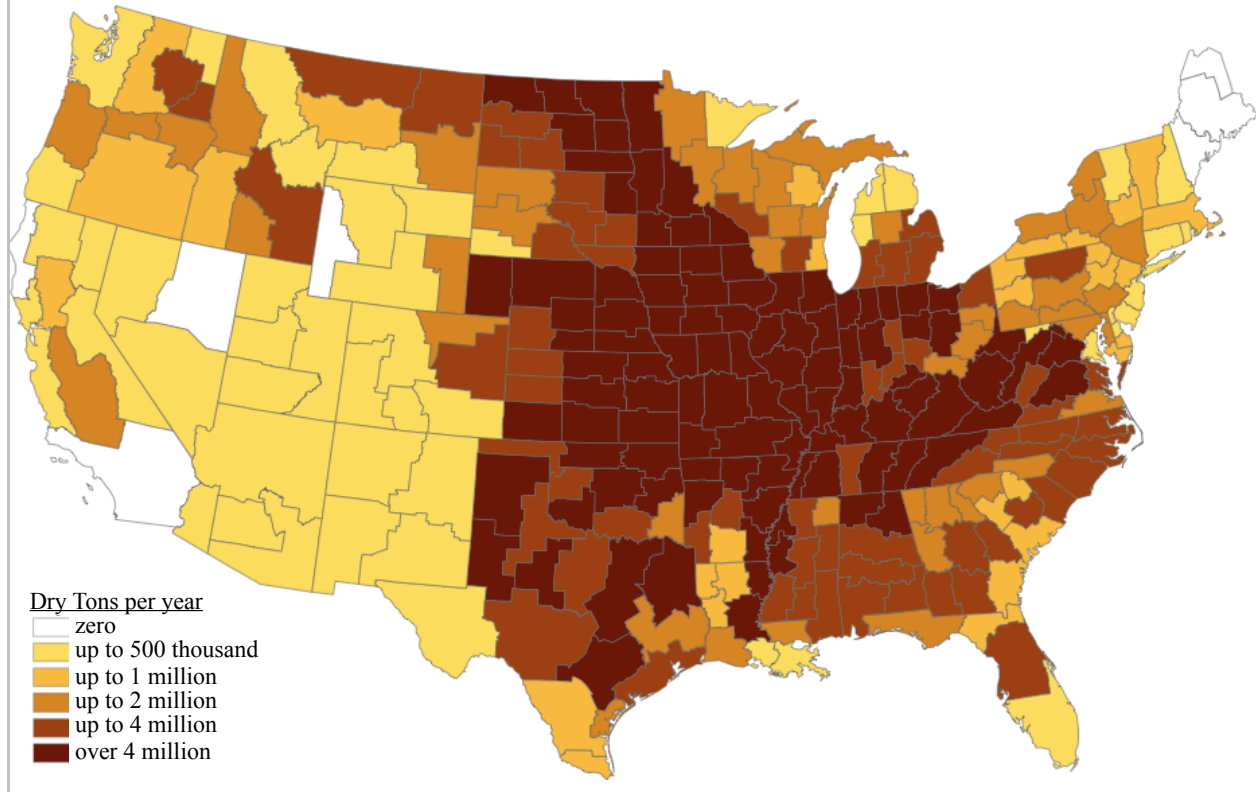 Dry Tons per year
zero
up to 500 thousand
up to 1 million
up to 2 million
up to 4 million
over 4 million